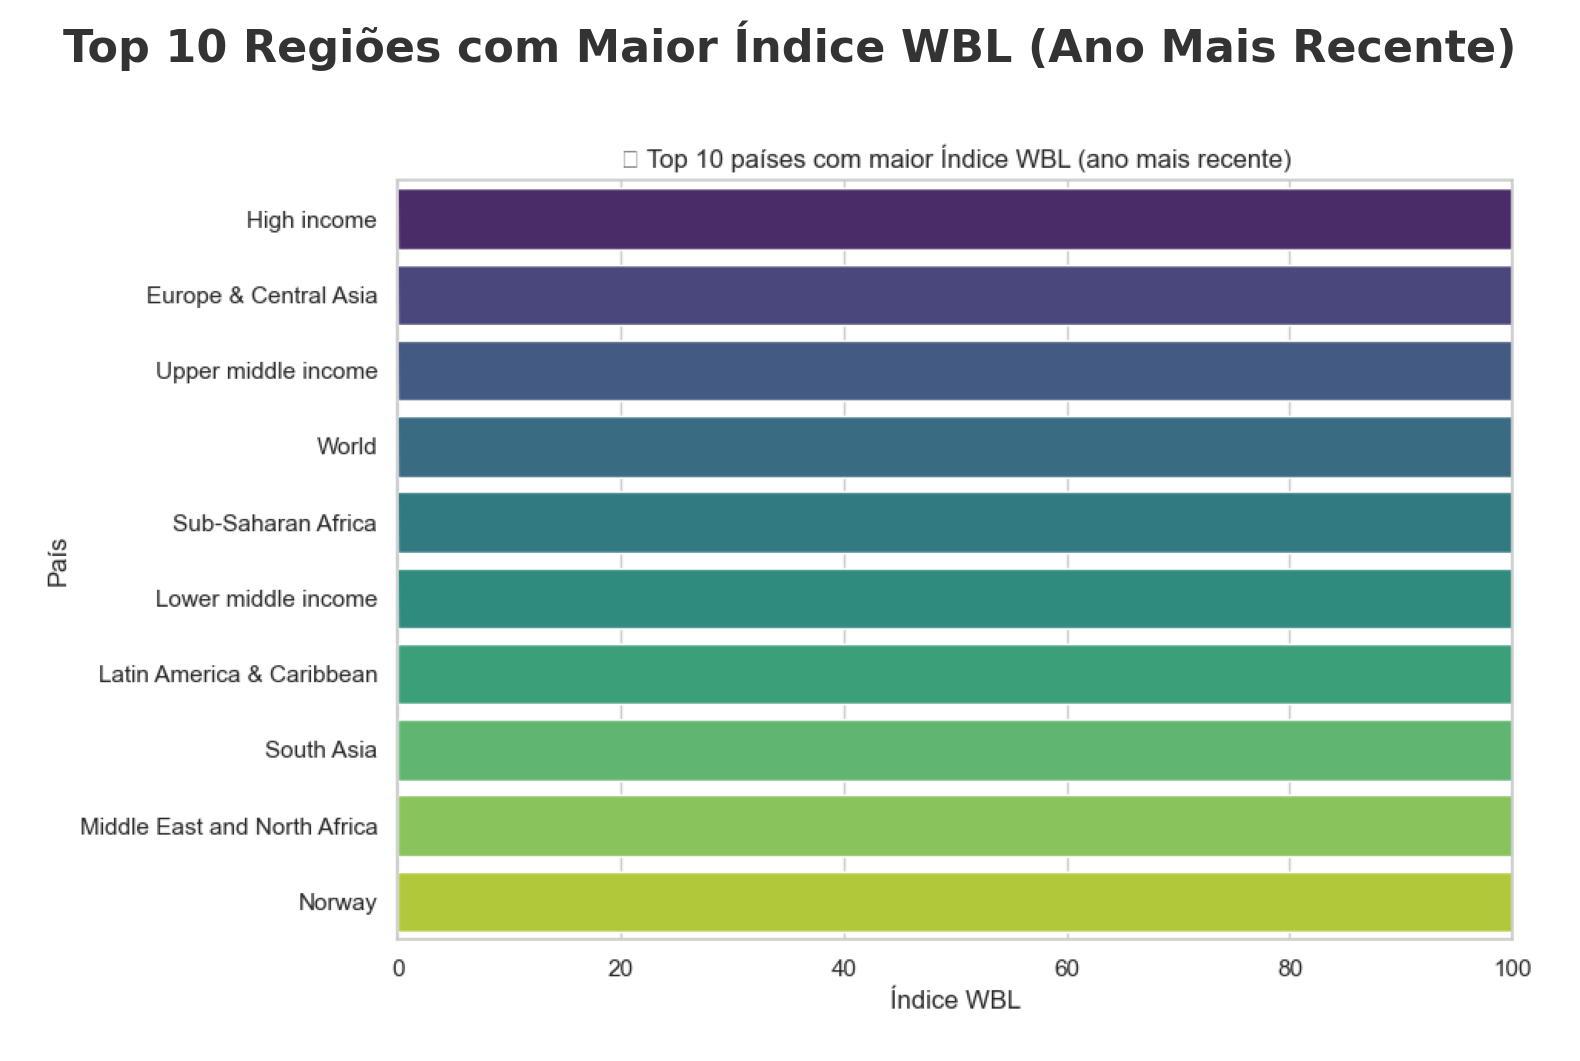 Top 10 Regiões com Maior Índice WBL (Ano Mais Recente)
Top 10 países com maior Índice WBL (ano mais recente)
High income
Europe & Central Asia
Upper middle income
World
Sub-Saharan Africa
Lower middle income
Latin America & Caribbean
South Asia
Middle East and North Africa
Norway
País
0 20 40 60 80 100
Índice WBL